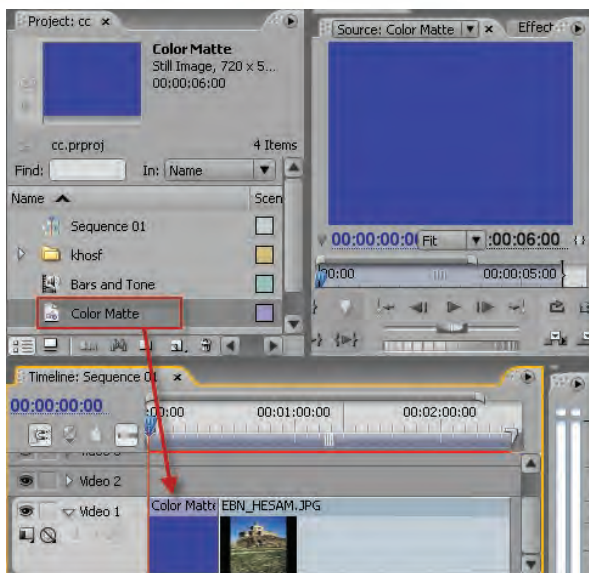 Project: cc
Color Matte
Still Image, 720 x 5...
00;00;06;00
cc.prproj 4 Items
Find: In: Name
Name Scen
Sequence 01
khosf
Bars and Tone
Color Matte
Source: Color Matte Effect
00:00:00:0 Fit :00:06:00
00:00 00:00:05:00
Timeline: Sequence 01
00:00:00:00
:00:00 00:01:00:00 00:02:00:00
Video 2
Video 1
Color Matte EBN_HESAM.JPG